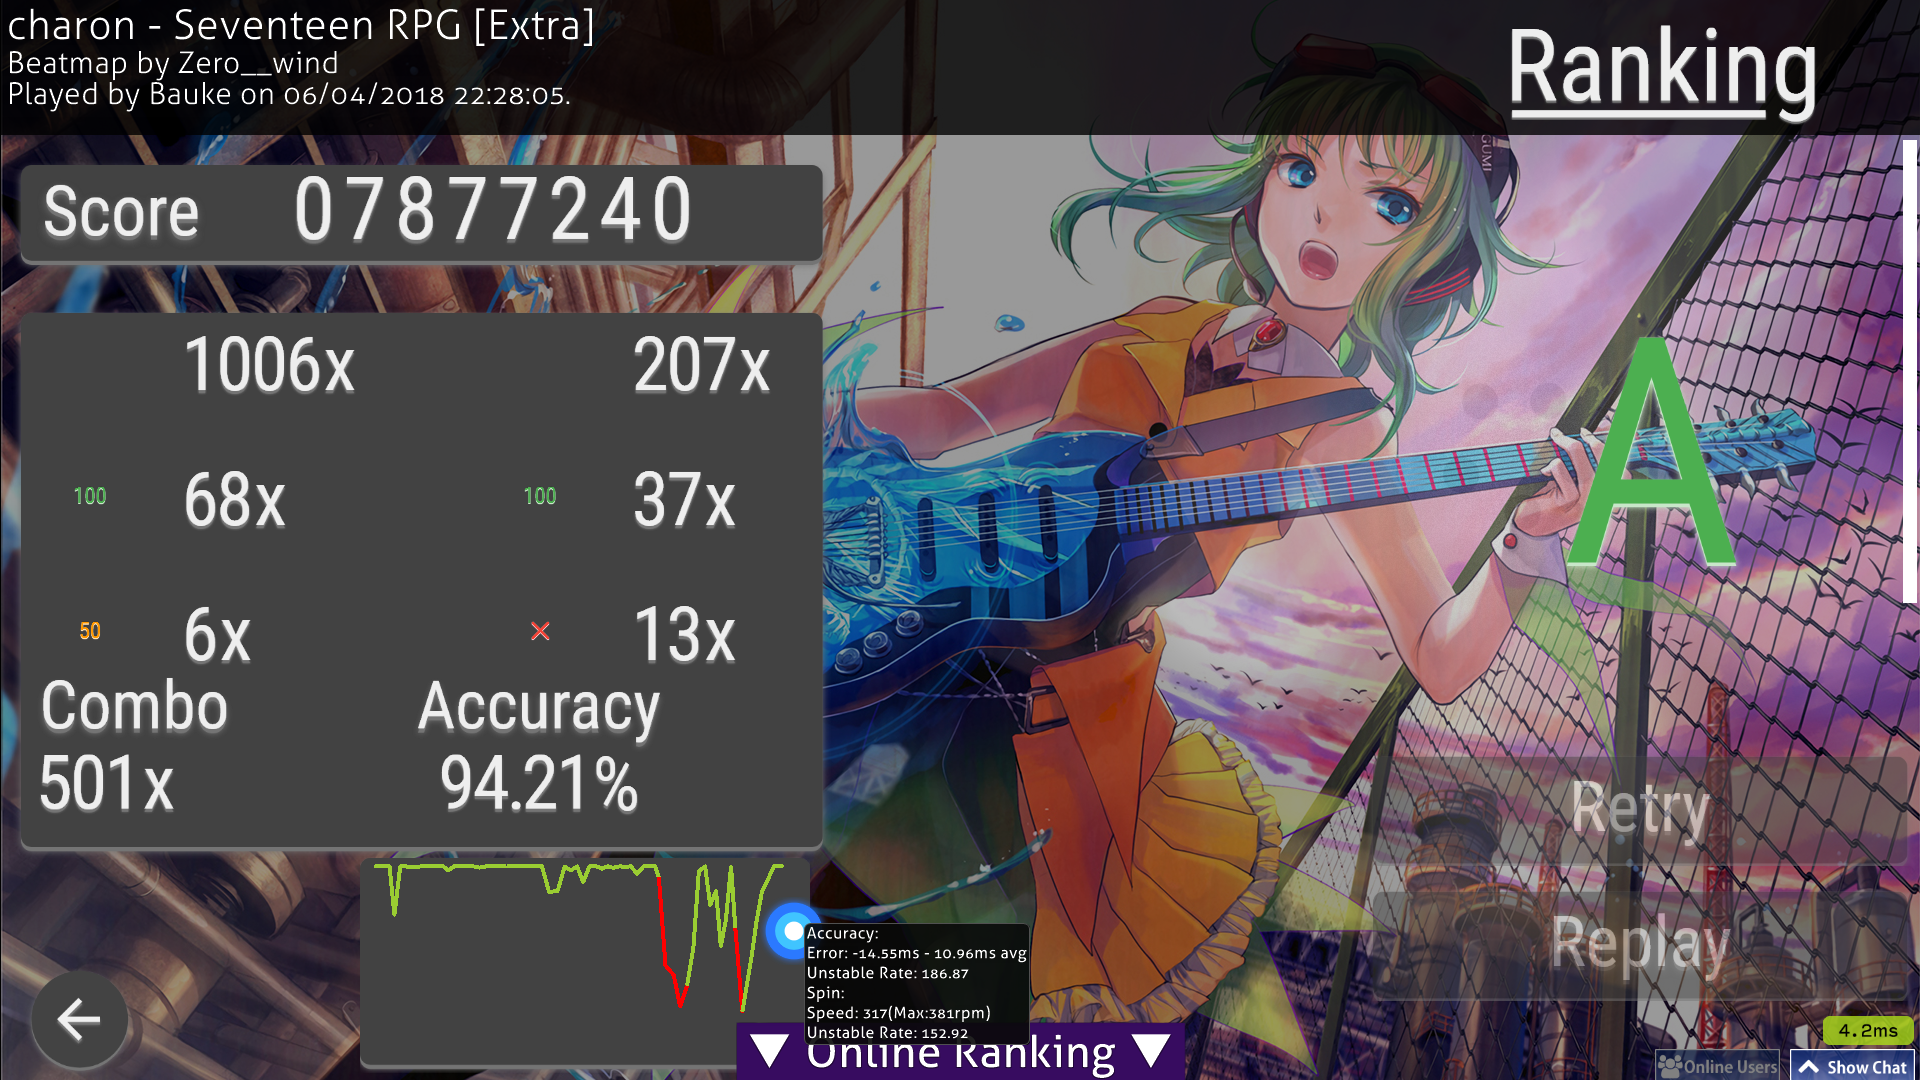 charon - Seventeen RPG [Extra]
Beatmap by Zero__wind
Played by Bauke on 06/04/2018 22:28:05.
Ranking
Score 07877240
1006x 207x
100 68x 100 37x
50 6x 13x
Combo Accuracy
501x 94.21%
GUMI
A
Retry
Replay
Accuracy:
Error: -14.55ms - 10.96ms avg
Unstable Rate: 186.87
Spin:
Speed: 317(Max:381rpm)
Unstable Rate: 152.92
Online Ranking
4.2ms
Online Users
Show Chat